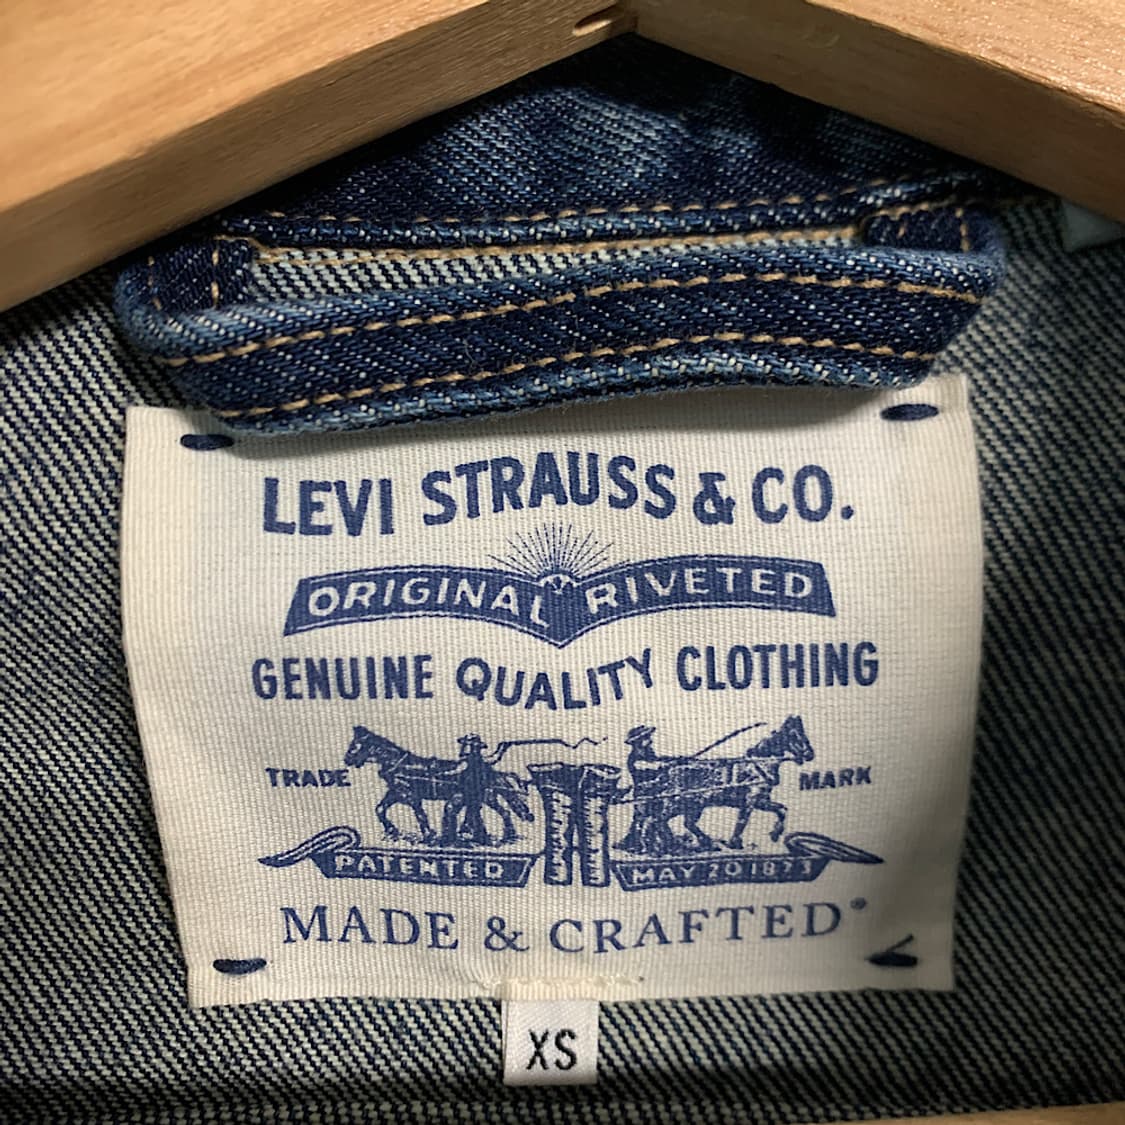 LEVI STRAUSS & CO.
ORIGINAL RIVETED
GENUINE QUALITY CLOTHING
TRADE MARK
PATENTED MAY 20 1873
MADE & CRAFTED®
XS